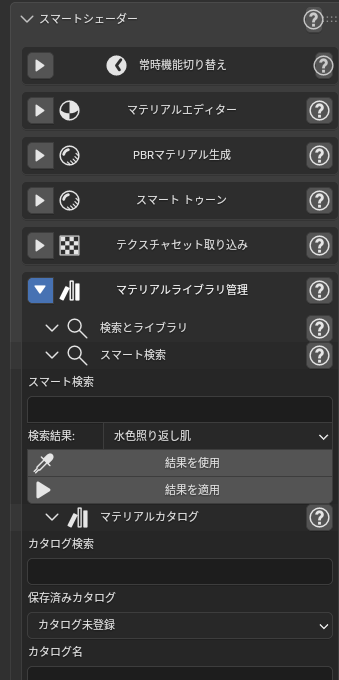 スマートシェーダー
常時機能切り替え
マテリアルエディター
PBRマテリアル生成
スマート トゥーン
テクスチャセット取り込み
マテリアルライブラリ管理
検索とライブラリ
スマート検索
スマート検索
検索結果: 水色照り返し肌
結果を使用
結果を適用
マテリアルカタログ
カタログ検索
保存済みカタログ
カタログ未登録
カタログ名